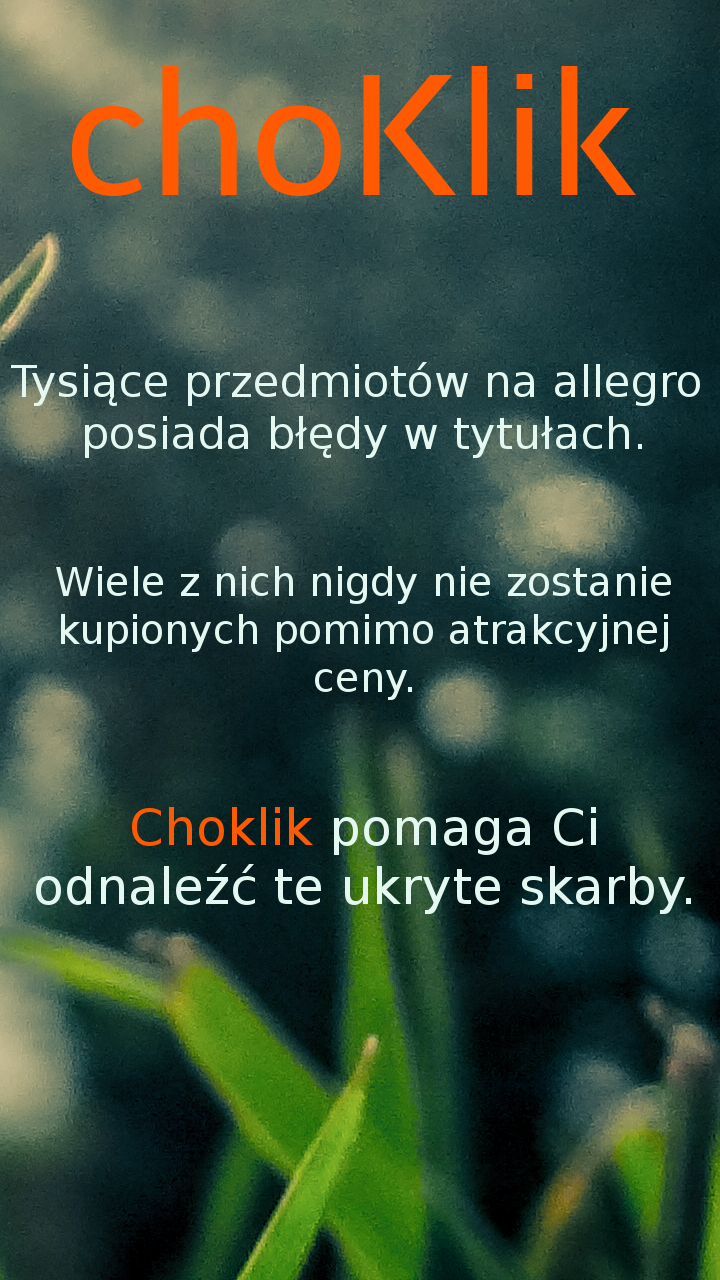 choKlik
Tysiące przedmiotów na allegro
posiada błędy w tytułach.
Wiele z nich nigdy nie zostanie
kupionych pomimo atrakcyjnej
ceny.
Choklik pomaga Ci
odnaleźć te ukryte skarby.